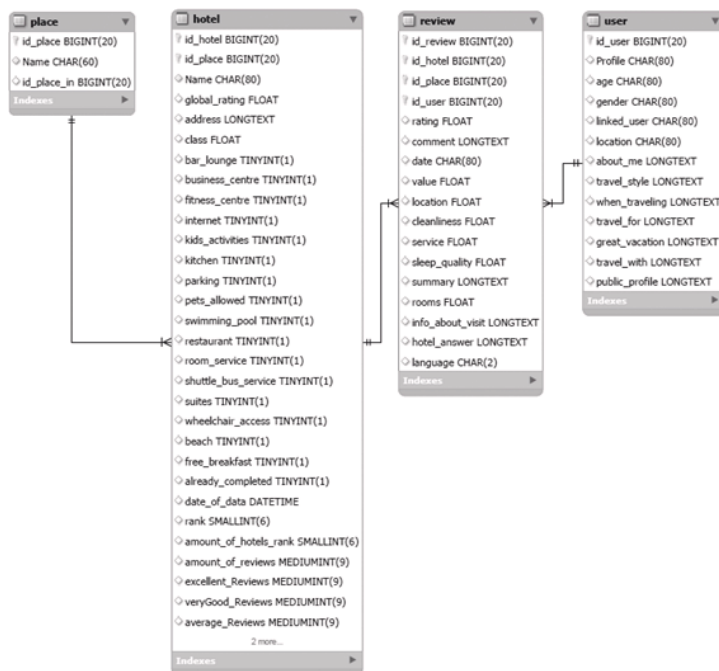 place
id_place BIGINT(20)
Name CHAR(60)
id_place_in BIGINT(20)
Indexes
hotel
id_hotel BIGINT(20)
id_place BIGINT(20)
Name CHAR(80)
global_rating FLOAT
address LONGTEXT
class FLOAT
bar_lounge TINYINT(1)
business_centre TINYINT(1)
fitness_centre TINYINT(1)
internet TINYINT(1)
kids_activities TINYINT(1)
kitchen TINYINT(1)
parking TINYINT(1)
pets_allowed TINYINT(1)
swimming_pool TINYINT(1)
restaurant TINYINT(1)
room_service TINYINT(1)
shuttle_bus_service TINYINT(1)
suites TINYINT(1)
wheelchair_access TINYINT(1)
beach TINYINT(1)
free_breakfast TINYINT(1)
already_completed TINYINT(1)
date_of_data DATETIME
rank SMALLINT(6)
amount_of_hotels_rank SMALLINT(6)
amount_of_reviews MEDIUMINT(9)
excellent_Reviews MEDIUMINT(9)
veryGood_Reviews MEDIUMINT(9)
average_Reviews MEDIUMINT(9)
2 more...
Indexes
review
id_review BIGINT(20)
id_hotel BIGINT(20)
id_place BIGINT(20)
id_user BIGINT(20)
rating FLOAT
comment LONGTEXT
date CHAR(80)
value FLOAT
location FLOAT
cleanliness FLOAT
service FLOAT
sleep_quality FLOAT
summary LONGTEXT
rooms FLOAT
info_about_visit LONGTEXT
hotel_answer LONGTEXT
language CHAR(2)
Indexes
user
id_user BIGINT(20)
Profile CHAR(80)
age CHAR(80)
gender CHAR(80)
linked_user CHAR(80)
location CHAR(80)
about_me LONGTEXT
travel_style LONGTEXT
when_traveling LONGTEXT
travel_for LONGTEXT
great_vacation LONGTEXT
travel_with LONGTEXT
public_profile LONGTEXT
Indexes